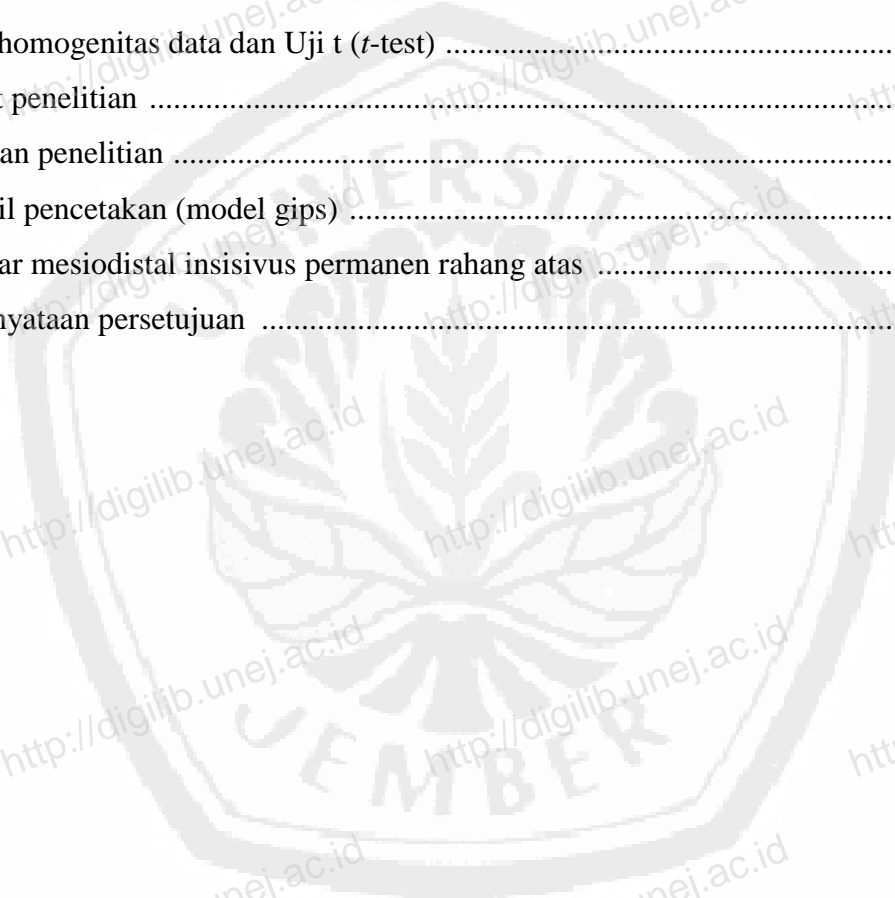 homogenitas data dan Uji t (t-test) ........................................................
penelitian ........................................................................................
an penelitian .....................................................................................
il pencetakan (model gips) ....................................................................
ar mesiodistal insisivus permanen rahang atas .....................................
nyataan persetujuan ..........................................................................
UNIVERSITAS
JEMBER
http://digilib.unej.ac.id
http://digilib.unej.ac.id
http://digilib.unej.ac.id
http://digilib.unej.ac.id
http://digilib.unej.ac.id
http://digilib.unej.ac.id